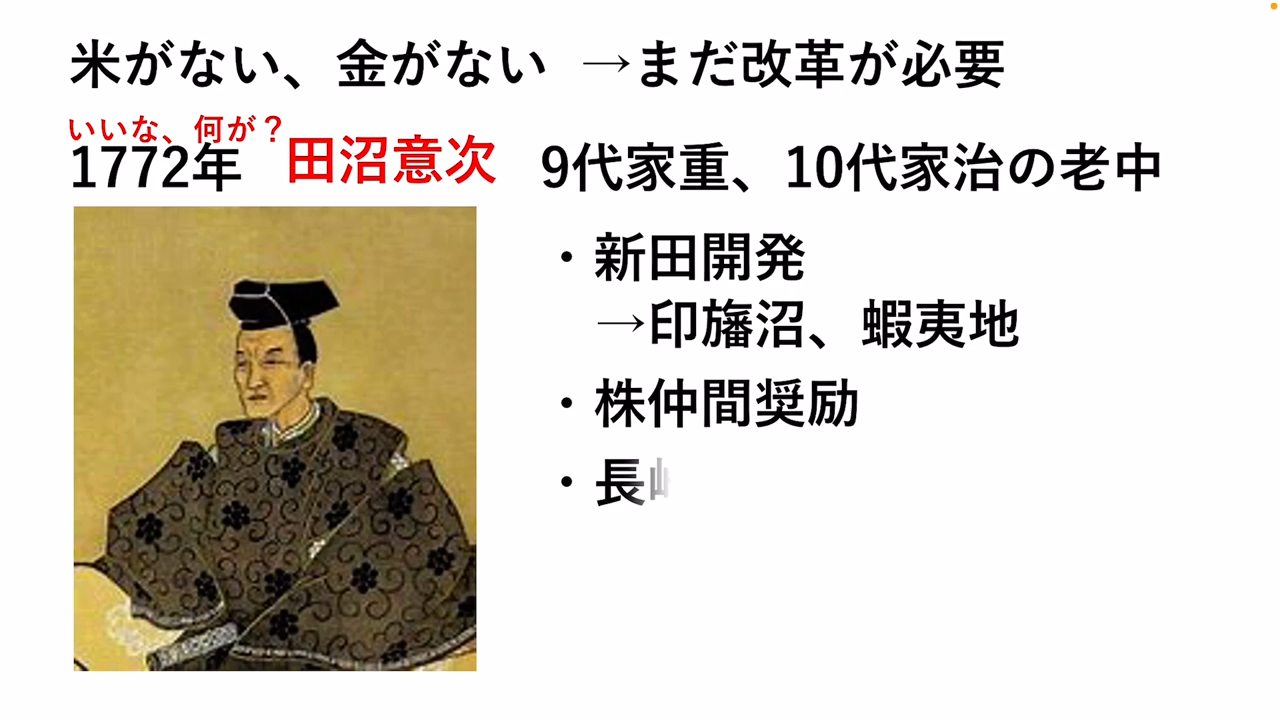 米がない、金がない →まだ改革が必要
いいな、何が？
1772年 田沼意次 9代家重、10代家治の老中
・新田開発
→印旛沼、蝦夷地
・株仲間奨励
・長